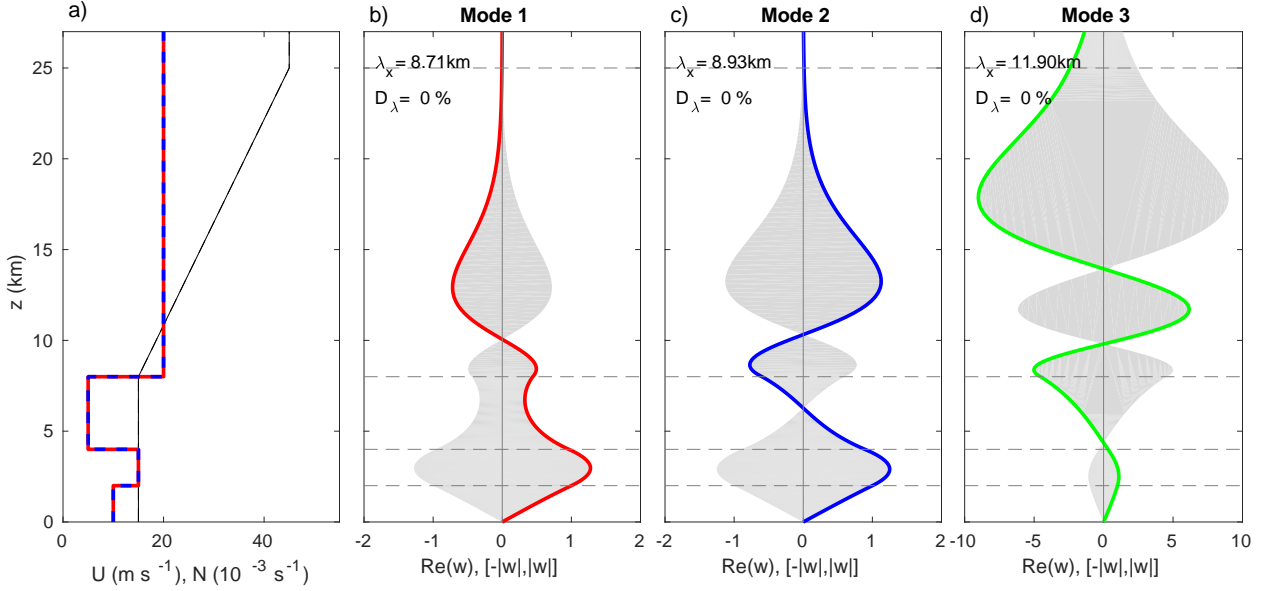 a)
b)
Mode 1
c)
Mode 2
d)
Mode 3
λx = 8.71km
Dλ = 0 %
λx = 8.93km
Dλ = 0 %
λx = 11.90km
Dλ = 0 %
z (km)
25
20
15
10
5
0
0 20 40
-2 -1 0 1 2
-2 -1 0 1 2
-10 -5 0 5 10
U (m s -1), N (10 -3 s-1)
Re(w), [-|w|,|w|]
Re(w), [-|w|,|w|]
Re(w), [-|w|,|w|]